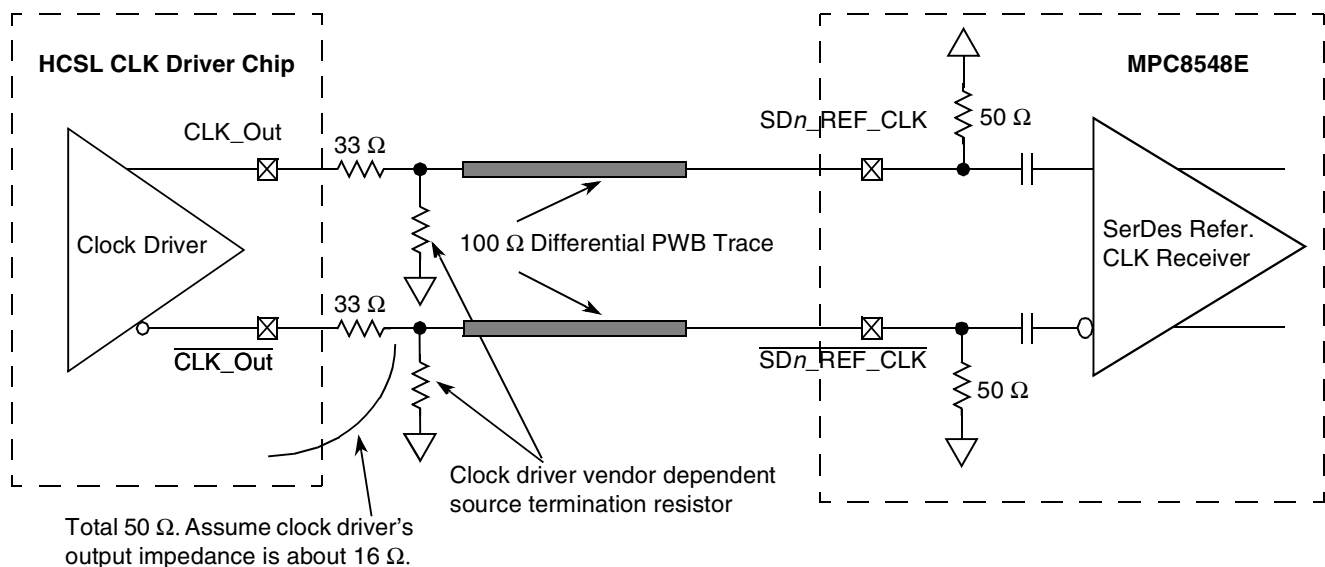 HCSL CLK Driver Chip
MPC8548E
CLK_Out
33 Ω
SDn_REF_CLK
50 Ω
Clock Driver
100 Ω Differential PWB Trace
SerDes Refer.
CLK Receiver
33 Ω
CLK_Out
SDn_REF_CLK
50 Ω
Clock driver vendor dependent
source termination resistor
Total 50 Ω. Assume clock driver's
output impedance is about 16 Ω.